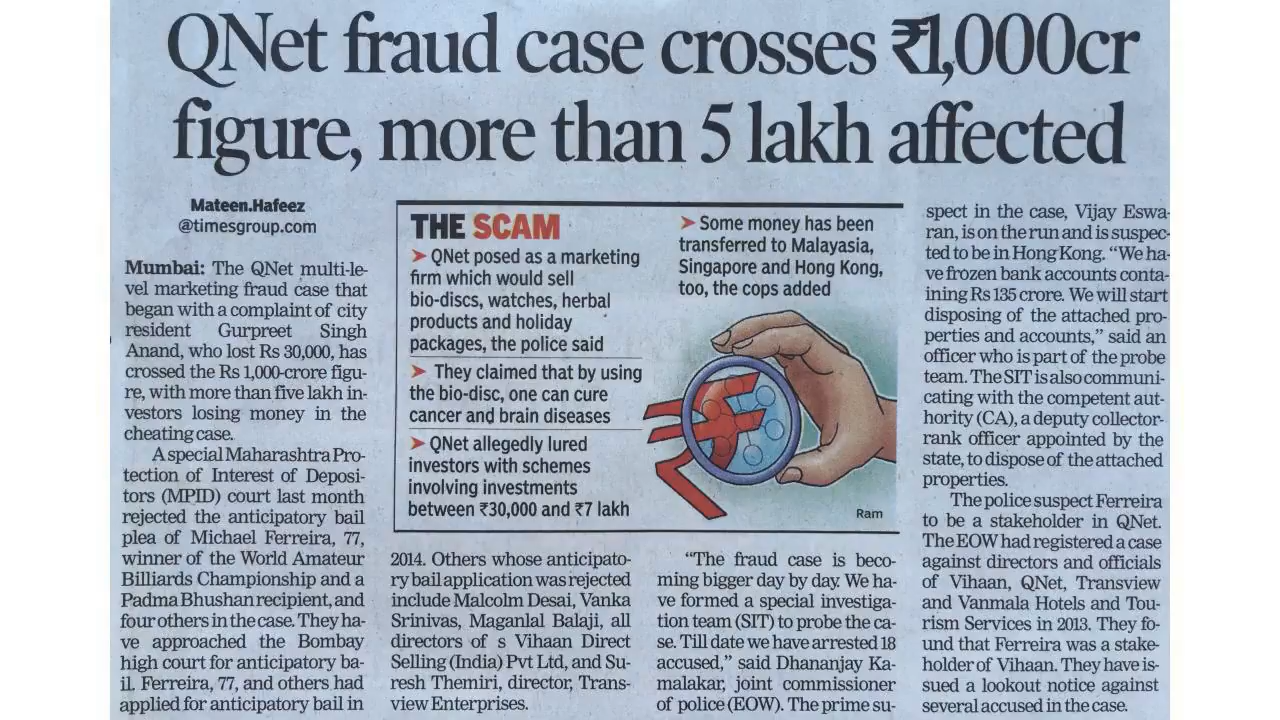 QNet fraud case crosses ₹1,000cr
figure, more than 5 lakh affected
Mateen.Hafeez
@timesgroup.com
Mumbai: The QNet multi-le-
vel marketing fraud case that
began with a complaint of city
resident Gurpreet Singh
Anand, who lost Rs 30,000, has
crossed the Rs 1,000-crore figu-
re, with more than five lakh in-
vestors losing money in the
cheating case.
A special Maharashtra Pro-
tection of Interest of Deposi-
tors (MPID) court last month
rejected the anticipatory bail
plea of Michael Ferreira, 77,
winner of the World Amateur
Billiards Championship and a
Padma Bhushan recipient, and
four others in the case. They ha-
ve approached the Bombay
high court for anticipatory ba-
il. Ferreira, 77, and others had
applied for anticipatory bail in
THE SCAM
➤ QNet posed as a marketing
firm which would sell
bio-discs, watches, herbal
products and holiday
packages, the police said
➤ They claimed that by using
the bio-disc, one can cure
cancer and brain diseases
➤ QNet allegedly lured
investors with schemes
involving investments
between ₹30,000 and ₹7 lakh
➤ Some money has been
transferred to Malayasia,
Singapore and Hong Kong,
too, the cops added
₹
Ram
2014. Others whose anticipato-
ry bail application was rejected
include Malcolm Desai, Vanka
Srinivas, Maganlal Balaji, all
directors of s Vihaan Direct
Selling (India) Pvt Ltd, and Su-
resh Themiri, director, Trans-
view Enterprises.
"The fraud case is beco-
ming bigger day by day. We ha-
ve formed a special investiga-
tion team (SIT) to probe the ca-
se. Till date we have arrested 18
accused," said Dhananjay Ka-
malakar, joint commissioner
of police (EOW). The prime su-
spect in the case, Vijay Eswa-
ran, is on the run and is suspec-
ted to be in Hong Kong. "We ha-
ve frozen bank accounts conta-
ining Rs 135 crore. We will start
disposing of the attached pro-
perties and accounts," said an
officer who is part of the probe
team. The SIT is also communi-
cating with the competent aut-
hority (CA), a deputy collector-
rank officer appointed by the
state, to dispose of the attached
properties.
The police suspect Ferreira
to be a stakeholder in QNet.
The EOW had registered a case
against directors and officials
of Vihaan, QNet, Transview
and Vanmala Hotels and Tou-
rism Services in 2013. They fo-
und that Ferreira was a stake-
holder of Vihaan. They have is-
sued a lookout notice against
several accused in the case.